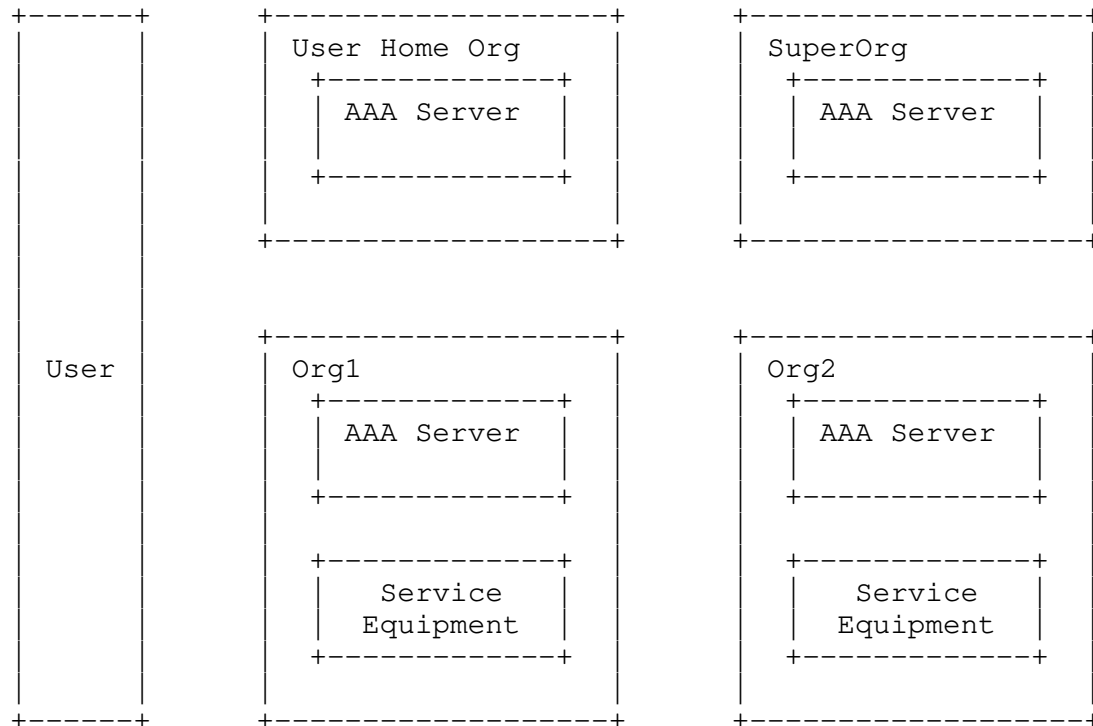 User Home Org
SuperOrg
AAA Server
AAA Server
User
Org1
Org2
AAA Server
AAA Server
Service
Equipment
Service
Equipment